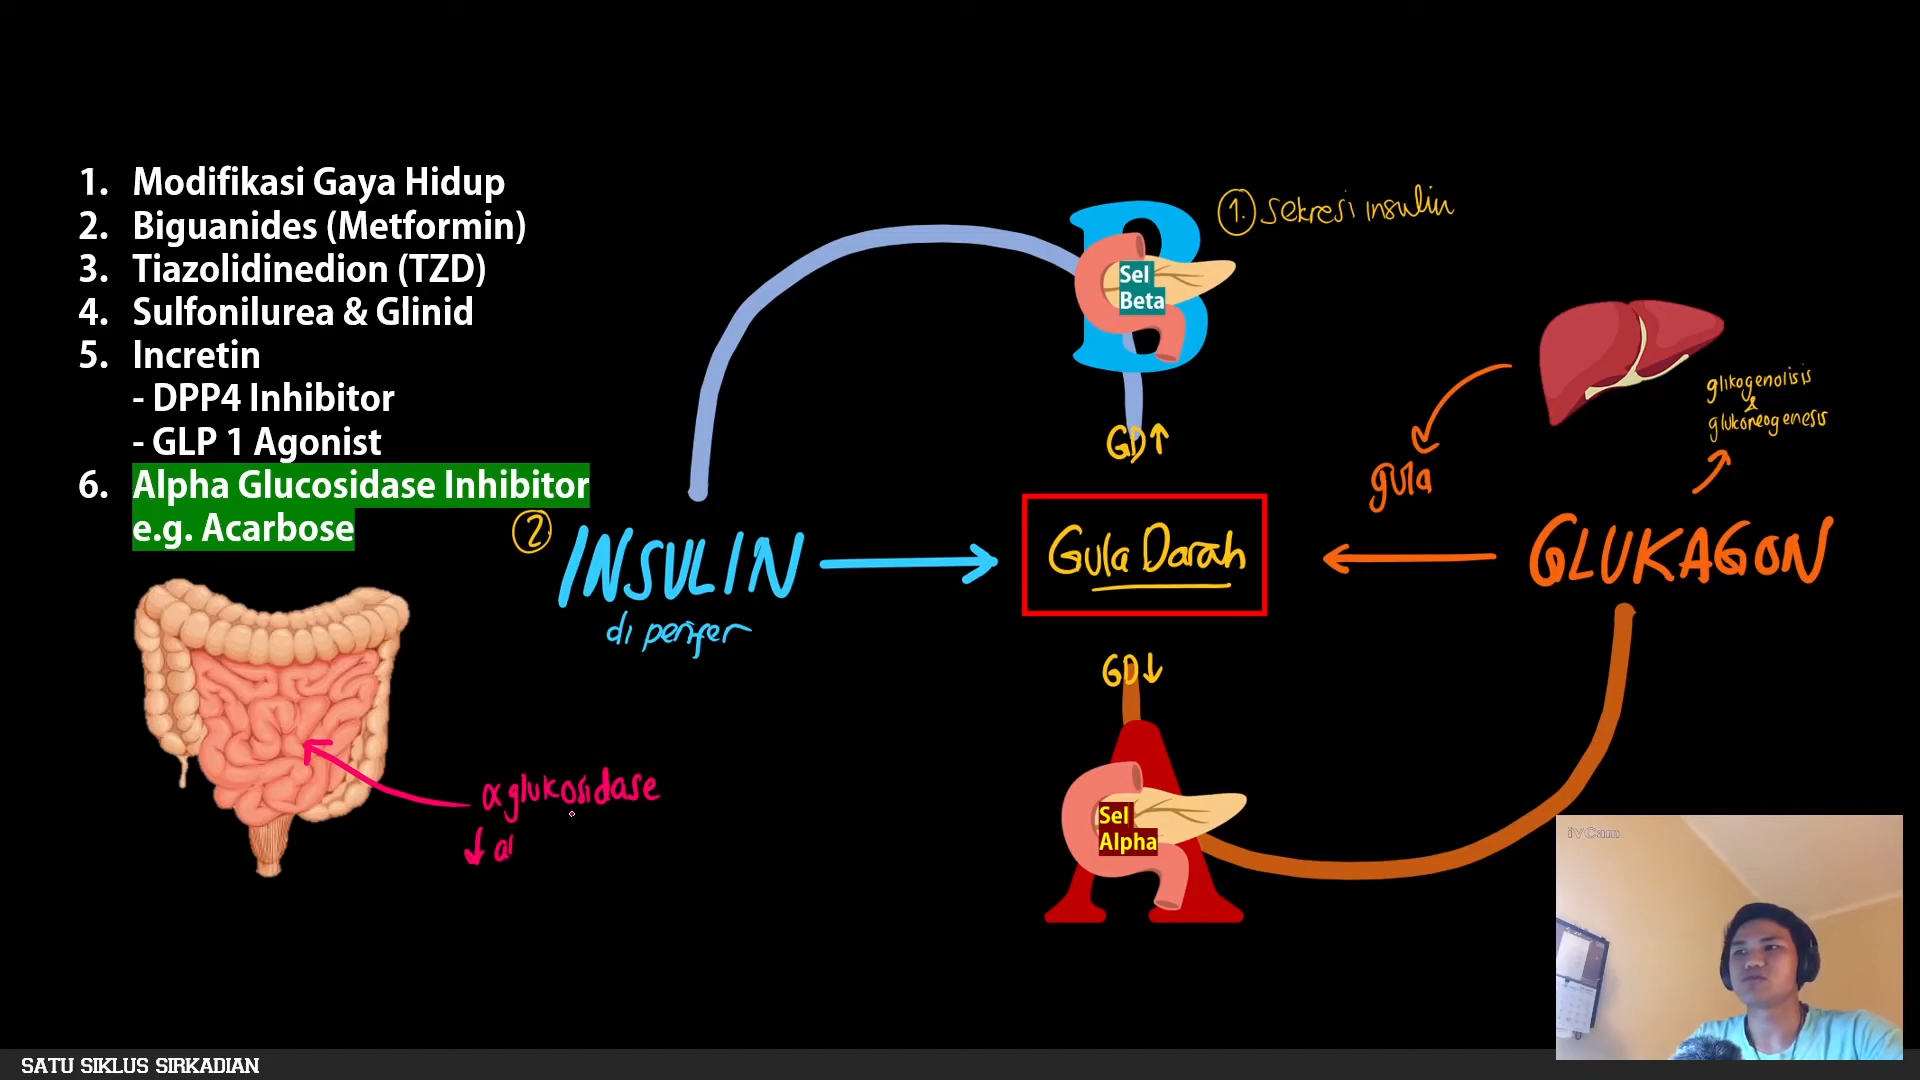 1. Modifikasi Gaya Hidup
2. Biguanides (Metformin)
3. Tiazolidinedion (TZD)
4. Sulfonilurea & Glinid
5. Incretin
- DPP4 Inhibitor
- GLP 1 Agonist
6. Alpha Glucosidase Inhibitor
e.g. Acarbose
1. Sekresi insulin
Sel
Beta
GD↑
glikogenolisis
&
glukoneogenesis
gula
2 INSULIN
di perifer
Gula Darah
GLUKAGON
GD↓
α glukosidase
↓ al
Sel
Alpha
iVCam
SATU SIKLUS SIRKADIAN